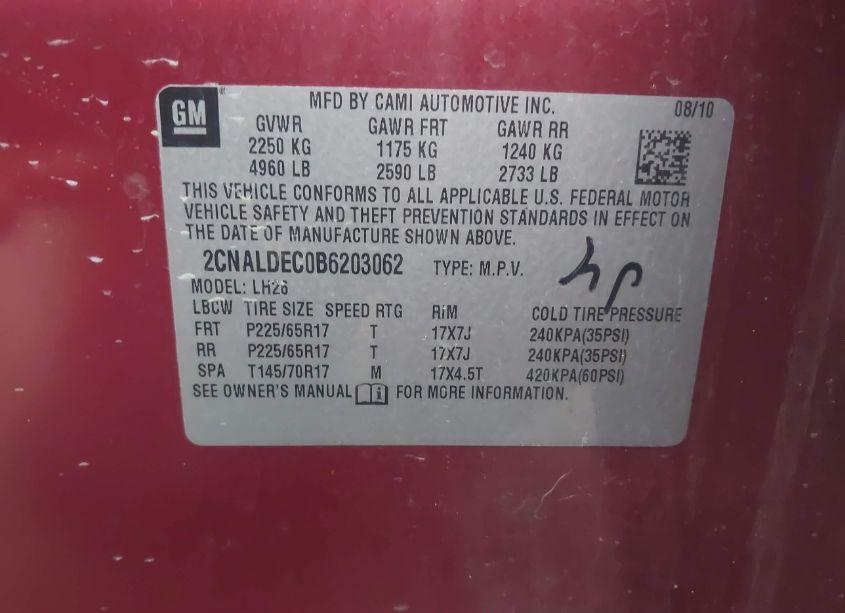 GM MFD BY CAMI AUTOMOTIVE INC. 08/10
GVWR GAWR FRT GAWR RR
2250 KG 1175 KG 1240 KG
4960 LB 2590 LB 2733 LB
THIS VEHICLE CONFORMS TO ALL APPLICABLE U.S. FEDERAL MOTOR
VEHICLE SAFETY AND THEFT PREVENTION STANDARDS IN EFFECT ON
THE DATE OF MANUFACTURE SHOWN ABOVE.
2CNALDEC0B6203062 TYPE: M.P.V.
MODEL: LH26
LBCW TIRE SIZE SPEED RTG RIM COLD TIRE PRESSURE
FRT P225/65R17 T 17X7J 240KPA(35PSI)
RR P225/65R17 T 17X7J 240KPA(35PSI)
SPA T145/70R17 M 17X4.5T 420KPA(60PSI)
SEE OWNER'S MANUAL FOR MORE INFORMATION.